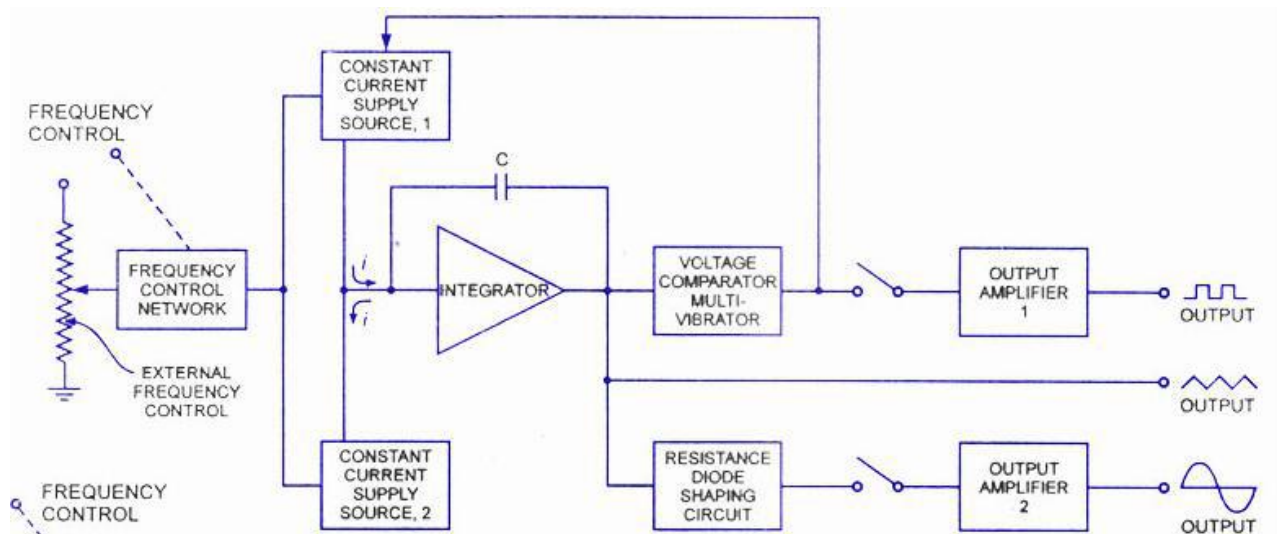 FREQUENCY
CONTROL
CONSTANT
CURRENT
SUPPLY
SOURCE, 1
C
FREQUENCY
CONTROL
NETWORK
i
i
INTEGRATOR
VOLTAGE
COMPARATOR
MULTI-
VIBRATOR
OUTPUT
AMPLIFIER
1
OUTPUT
EXTERNAL
FREQUENCY
CONTROL
OUTPUT
CONSTANT
CURRENT
SUPPLY
SOURCE, 2
RESISTANCE
DIODE
SHAPING
CIRCUIT
OUTPUT
AMPLIFIER
2
OUTPUT
FREQUENCY
CONTROL